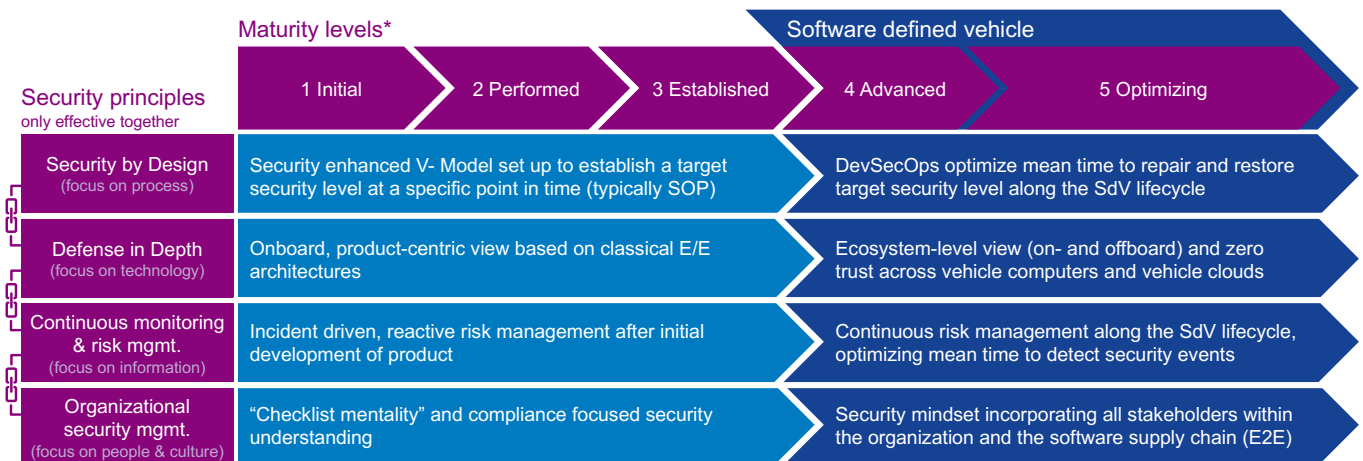 Maturity levels*
Software defined vehicle
1 Initial
2 Performed
3 Established
4 Advanced
5 Optimizing
Security principles
only effective together
Security by Design
(focus on process)
Security enhanced V- Model set up to establish a target
security level at a specific point in time (typically SOP)
DevSecOps optimize mean time to repair and restore
target security level along the SdV lifecycle
Defense in Depth
(focus on technology)
Onboard, product-centric view based on classical E/E
architectures
Ecosystem-level view (on- and offboard) and zero
trust across vehicle computers and vehicle clouds
Continuous monitoring
& risk mgmt.
(focus on information)
Incident driven, reactive risk management after initial
development of product
Continuous risk management along the SdV lifecycle,
optimizing mean time to detect security events
Organizational
security mgmt.
(focus on people & culture)
“Checklist mentality” and compliance focused security
understanding
Security mindset incorporating all stakeholders within
the organization and the software supply chain (E2E)